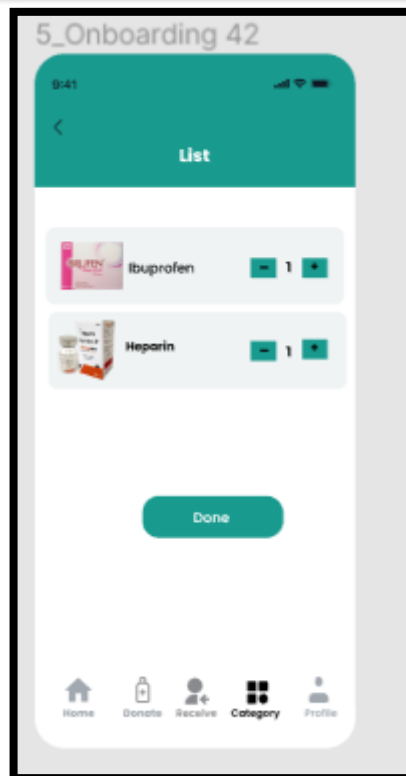 5_Onboarding 42
9:41
List
Ibuprofen
1
Heparin
1
Done
Home Donate Receive Category Profile